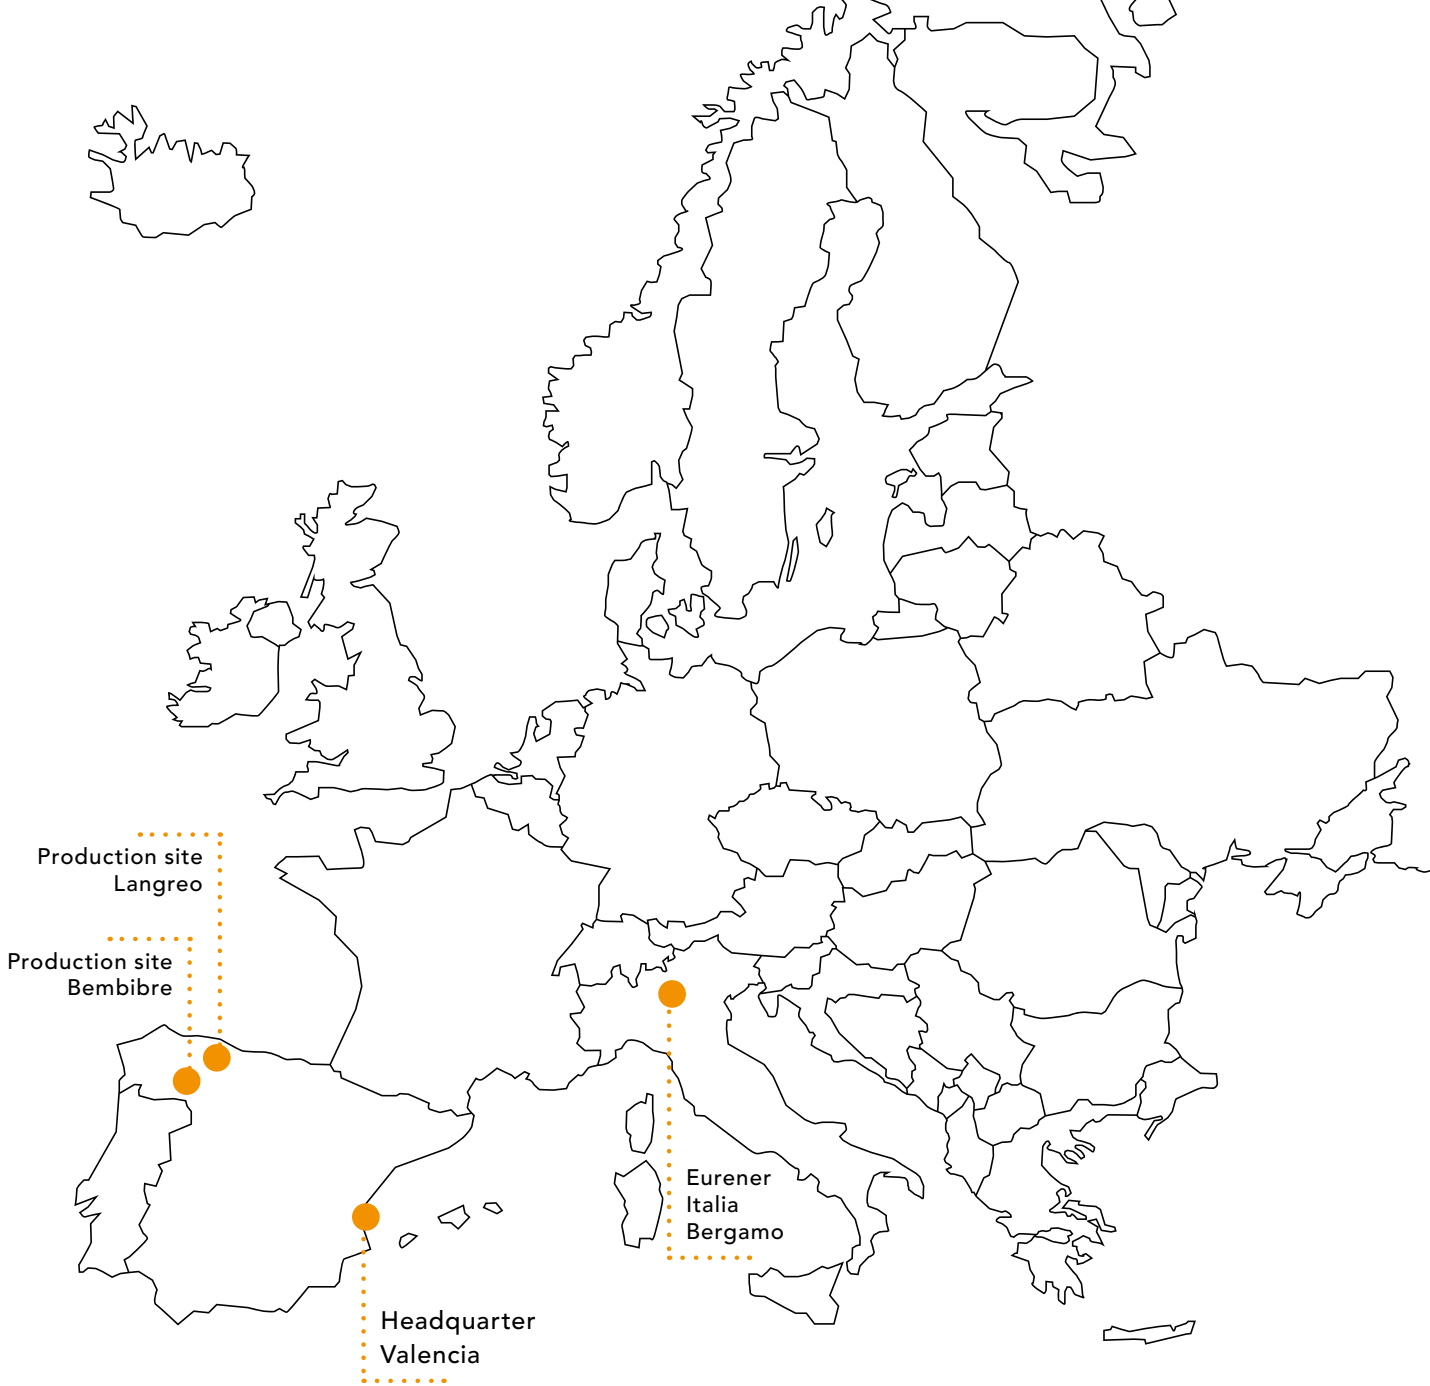 Production site
Langreo
Production site
Bembibre
Eurener
Italia
Bergamo
Headquarter
Valencia